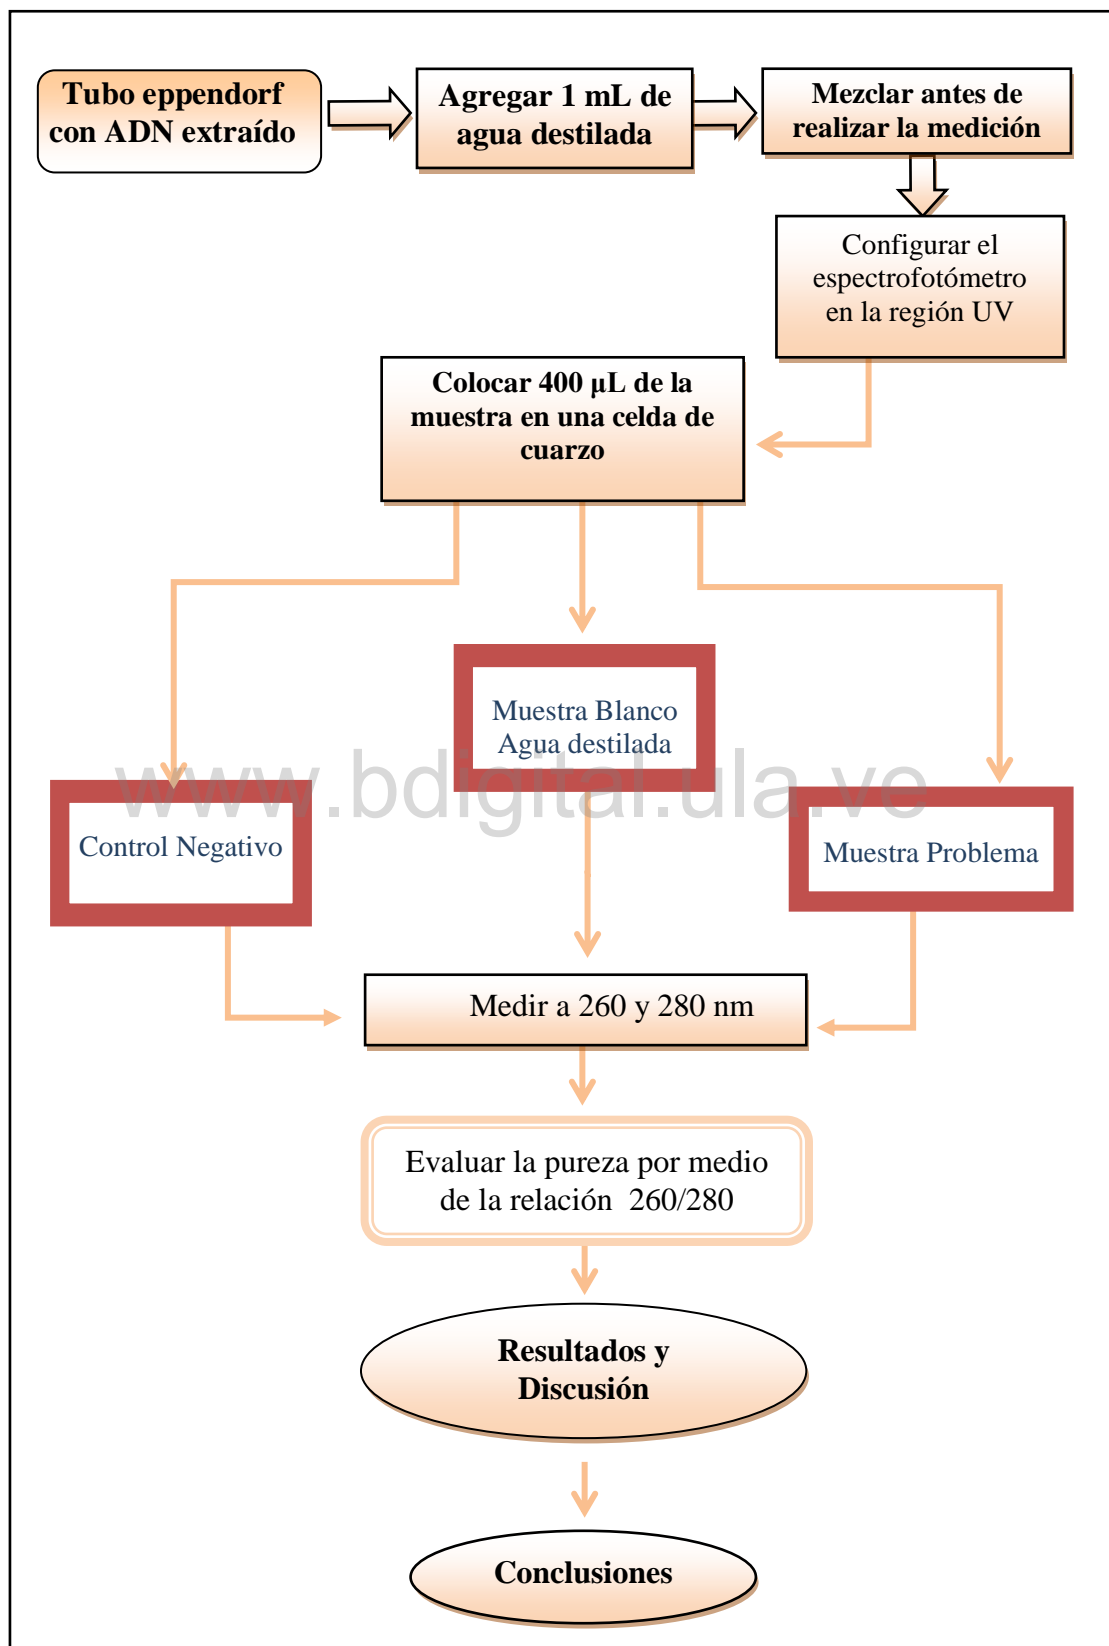 Tubo eppendorf
con ADN extraído
Agregar 1 mL de
agua destilada
Mezclar antes de
realizar la medición
Configurar el
espectrofotómetro
en la región UV
Colocar 400 µL de la
muestra en una celda de
cuarzo
Muestra Blanco
Agua destilada
www.bdigital.ula.ve
Control Negativo
Muestra Problema
Medir a 260 y 280 nm
Evaluar la pureza por medio
de la relación 260/280
Resultados y
Discusión
Conclusiones